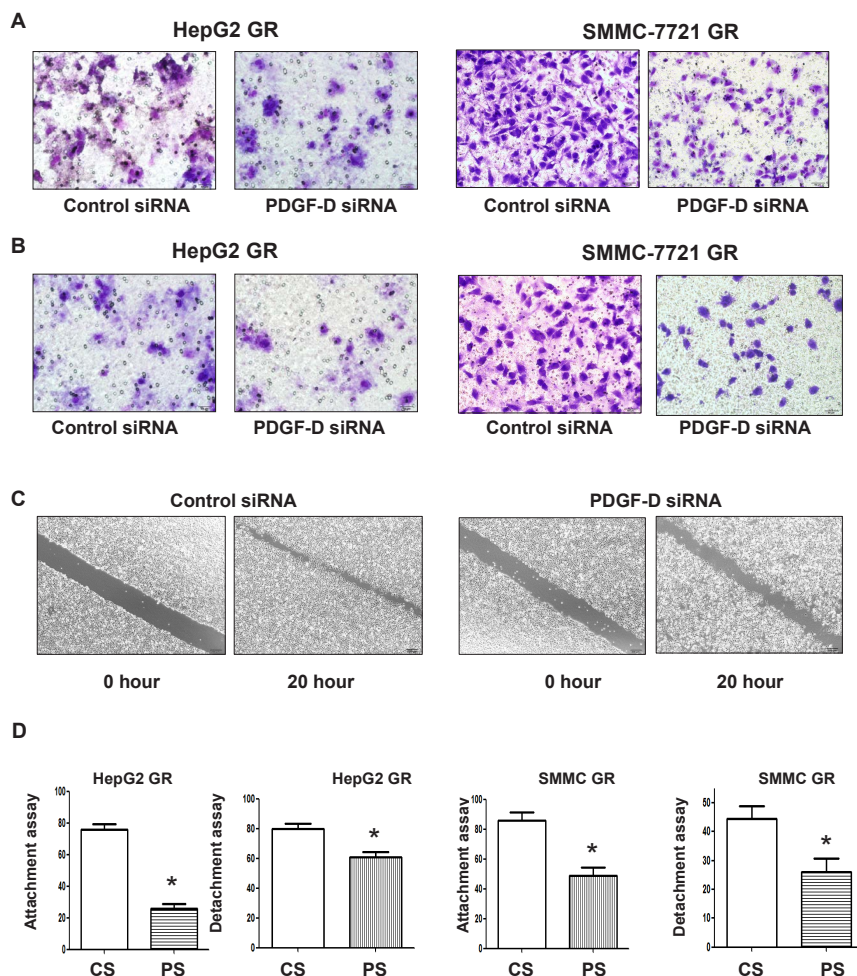 A
HepG2 GR
SMMC-7721 GR
Control siRNA
PDGF-D siRNA
Control siRNA
PDGF-D siRNA
B
HepG2 GR
SMMC-7721 GR
Control siRNA
PDGF-D siRNA
Control siRNA
PDGF-D siRNA
C
Control siRNA
PDGF-D siRNA
0 hour
20 hour
0 hour
20 hour
D
HepG2 GR
Attachment assay
100
80
60
40
20
0
*
CS
PS
HepG2 GR
Detachment assay
100
80
60
40
20
0
*
CS
PS
SMMC GR
Attachment assay
100
80
60
40
20
0
*
CS
PS
SMMC GR
Detachment assay
50
40
30
20
10
0
*
CS
PS